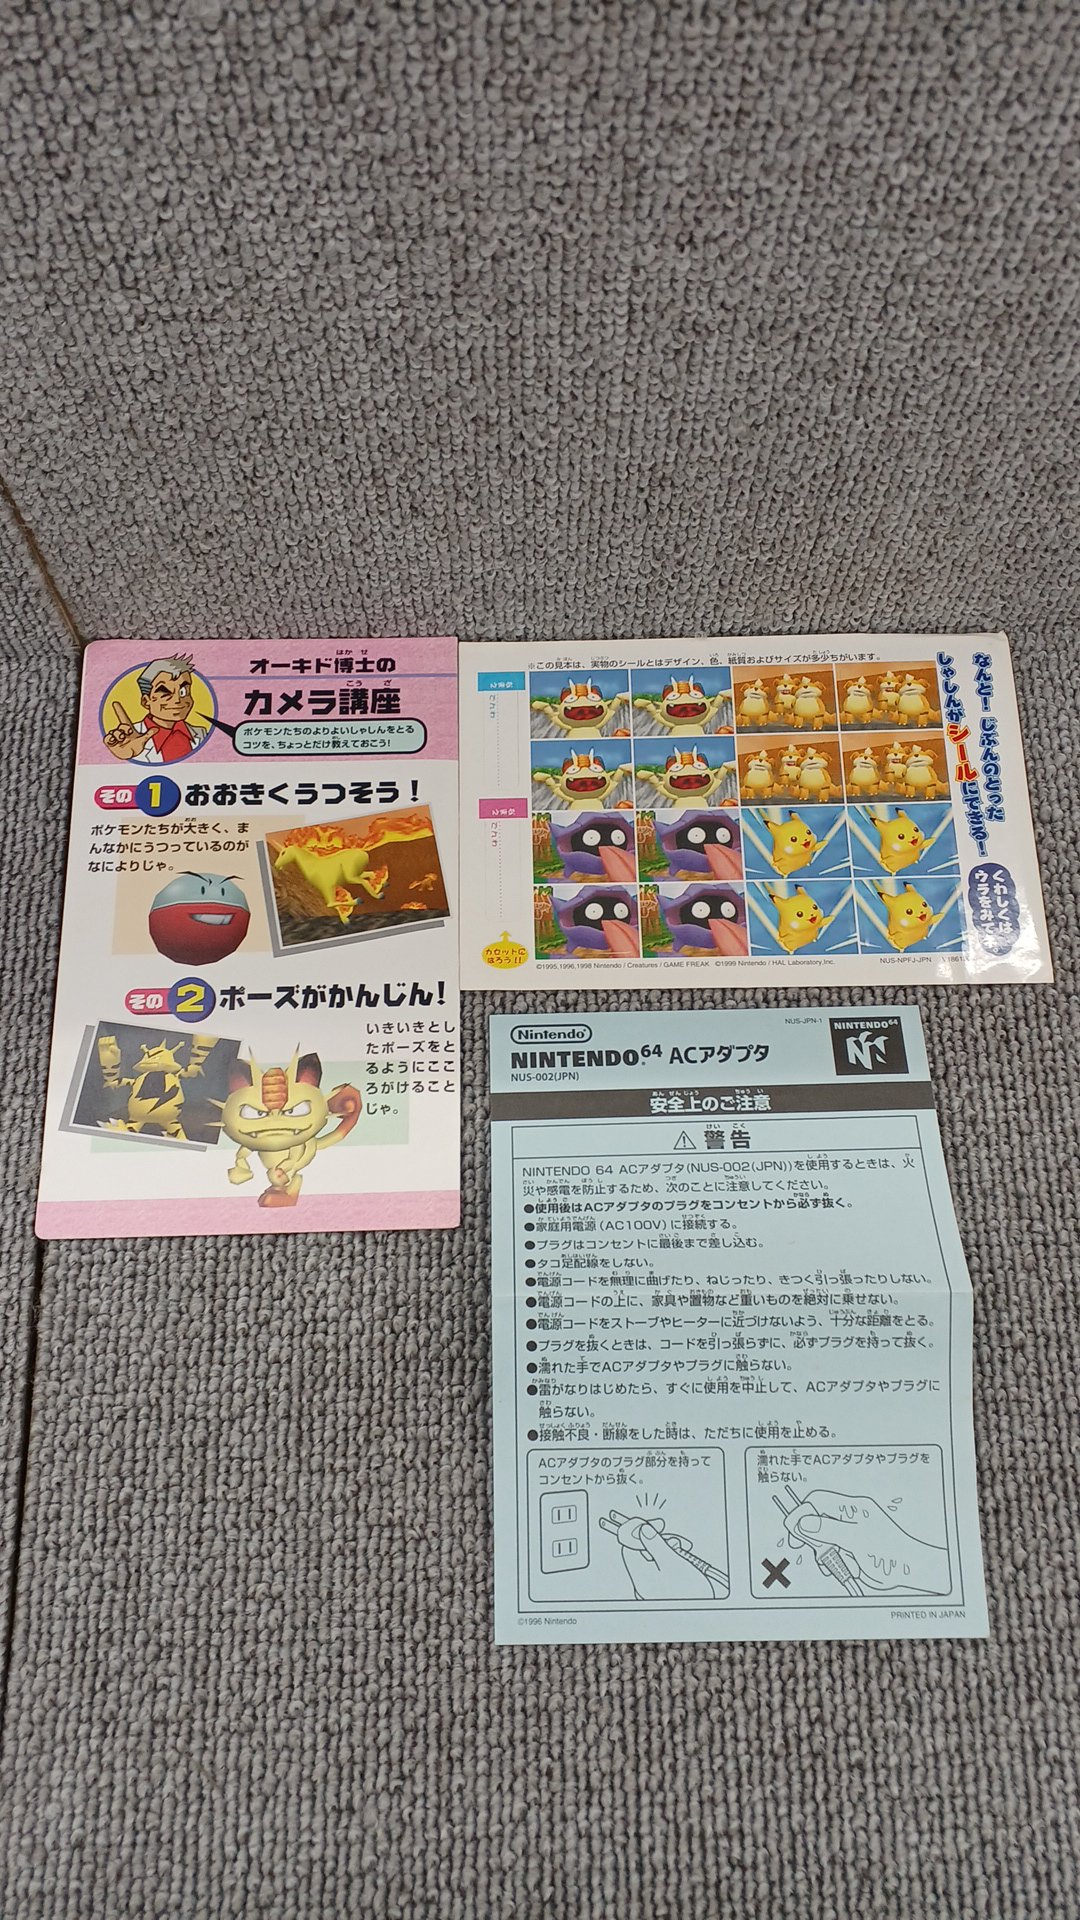 オーキド博士の
はかせ
カメラ講座
こうざ
ポケモンたちのよりよいしゃしんをとる
コツを、ちょっとだけ教えておこう!
その1 おおきくうつそう!
ポケモンたちが大きく、ま
んなかにうつっているのが
なによりじゃ。
その2 ポーズがかんじん!
いきいきとし
たポーズをと
るようにここ
ろがけること
じゃ。
※この見本は、実物のシールとはデザイン、色、紙質およびサイズが多少ちがいます。
なまえ
でんわ
なまえ
でんわ
カセットに
はろう!!
なんと! じぶんのとった
しゃしんがシールにできる!
くわしくは
ウラをみてネ
©1995,1996,1998 Nintendo / Creatures / GAME FREAK ©1999 Nintendo / HAL Laboratory,Inc.
NUS-NPFJ-JPN
Nintendo
NUS-JPN-1
NINTENDO64
NINTENDO64 ACアダプタ
NUS-002(JPN)
安全上のご注意
警告
NINTENDO 64 ACアダプタ(NUS-002(JPN))を使用するときは、火
災や感電を防止するため、次のことに注意してください。
●使用後はACアダプタのプラグをコンセントから必ず抜く。
●家庭用電源(AC100V)に接続する。
●プラグはコンセントに最後まで差し込む。
●タコ足配線をしない。
●電源コードを無理に曲げたり、ねじったり、きつく引っ張ったりしない。
●電源コードの上に、家具や置物など重いものを絶対に乗せない。
●電源コードをストーブやヒーターに近づけないよう、十分な距離をとる。
●プラグを抜くときは、コードを引っ張らずに、必ずプラグを持って抜く。
●濡れた手でACアダプタやプラグに触らない。
●雷がなりはじめたら、すぐに使用を中止して、ACアダプタやプラグに
触らない。
●接触不良・断線をした時は、ただちに使用を止める。
ACアダプタのプラグ部分を持って
コンセントから抜く。
濡れた手でACアダプタやプラグを
触らない。
©1996 Nintendo
PRINTED IN JAPAN